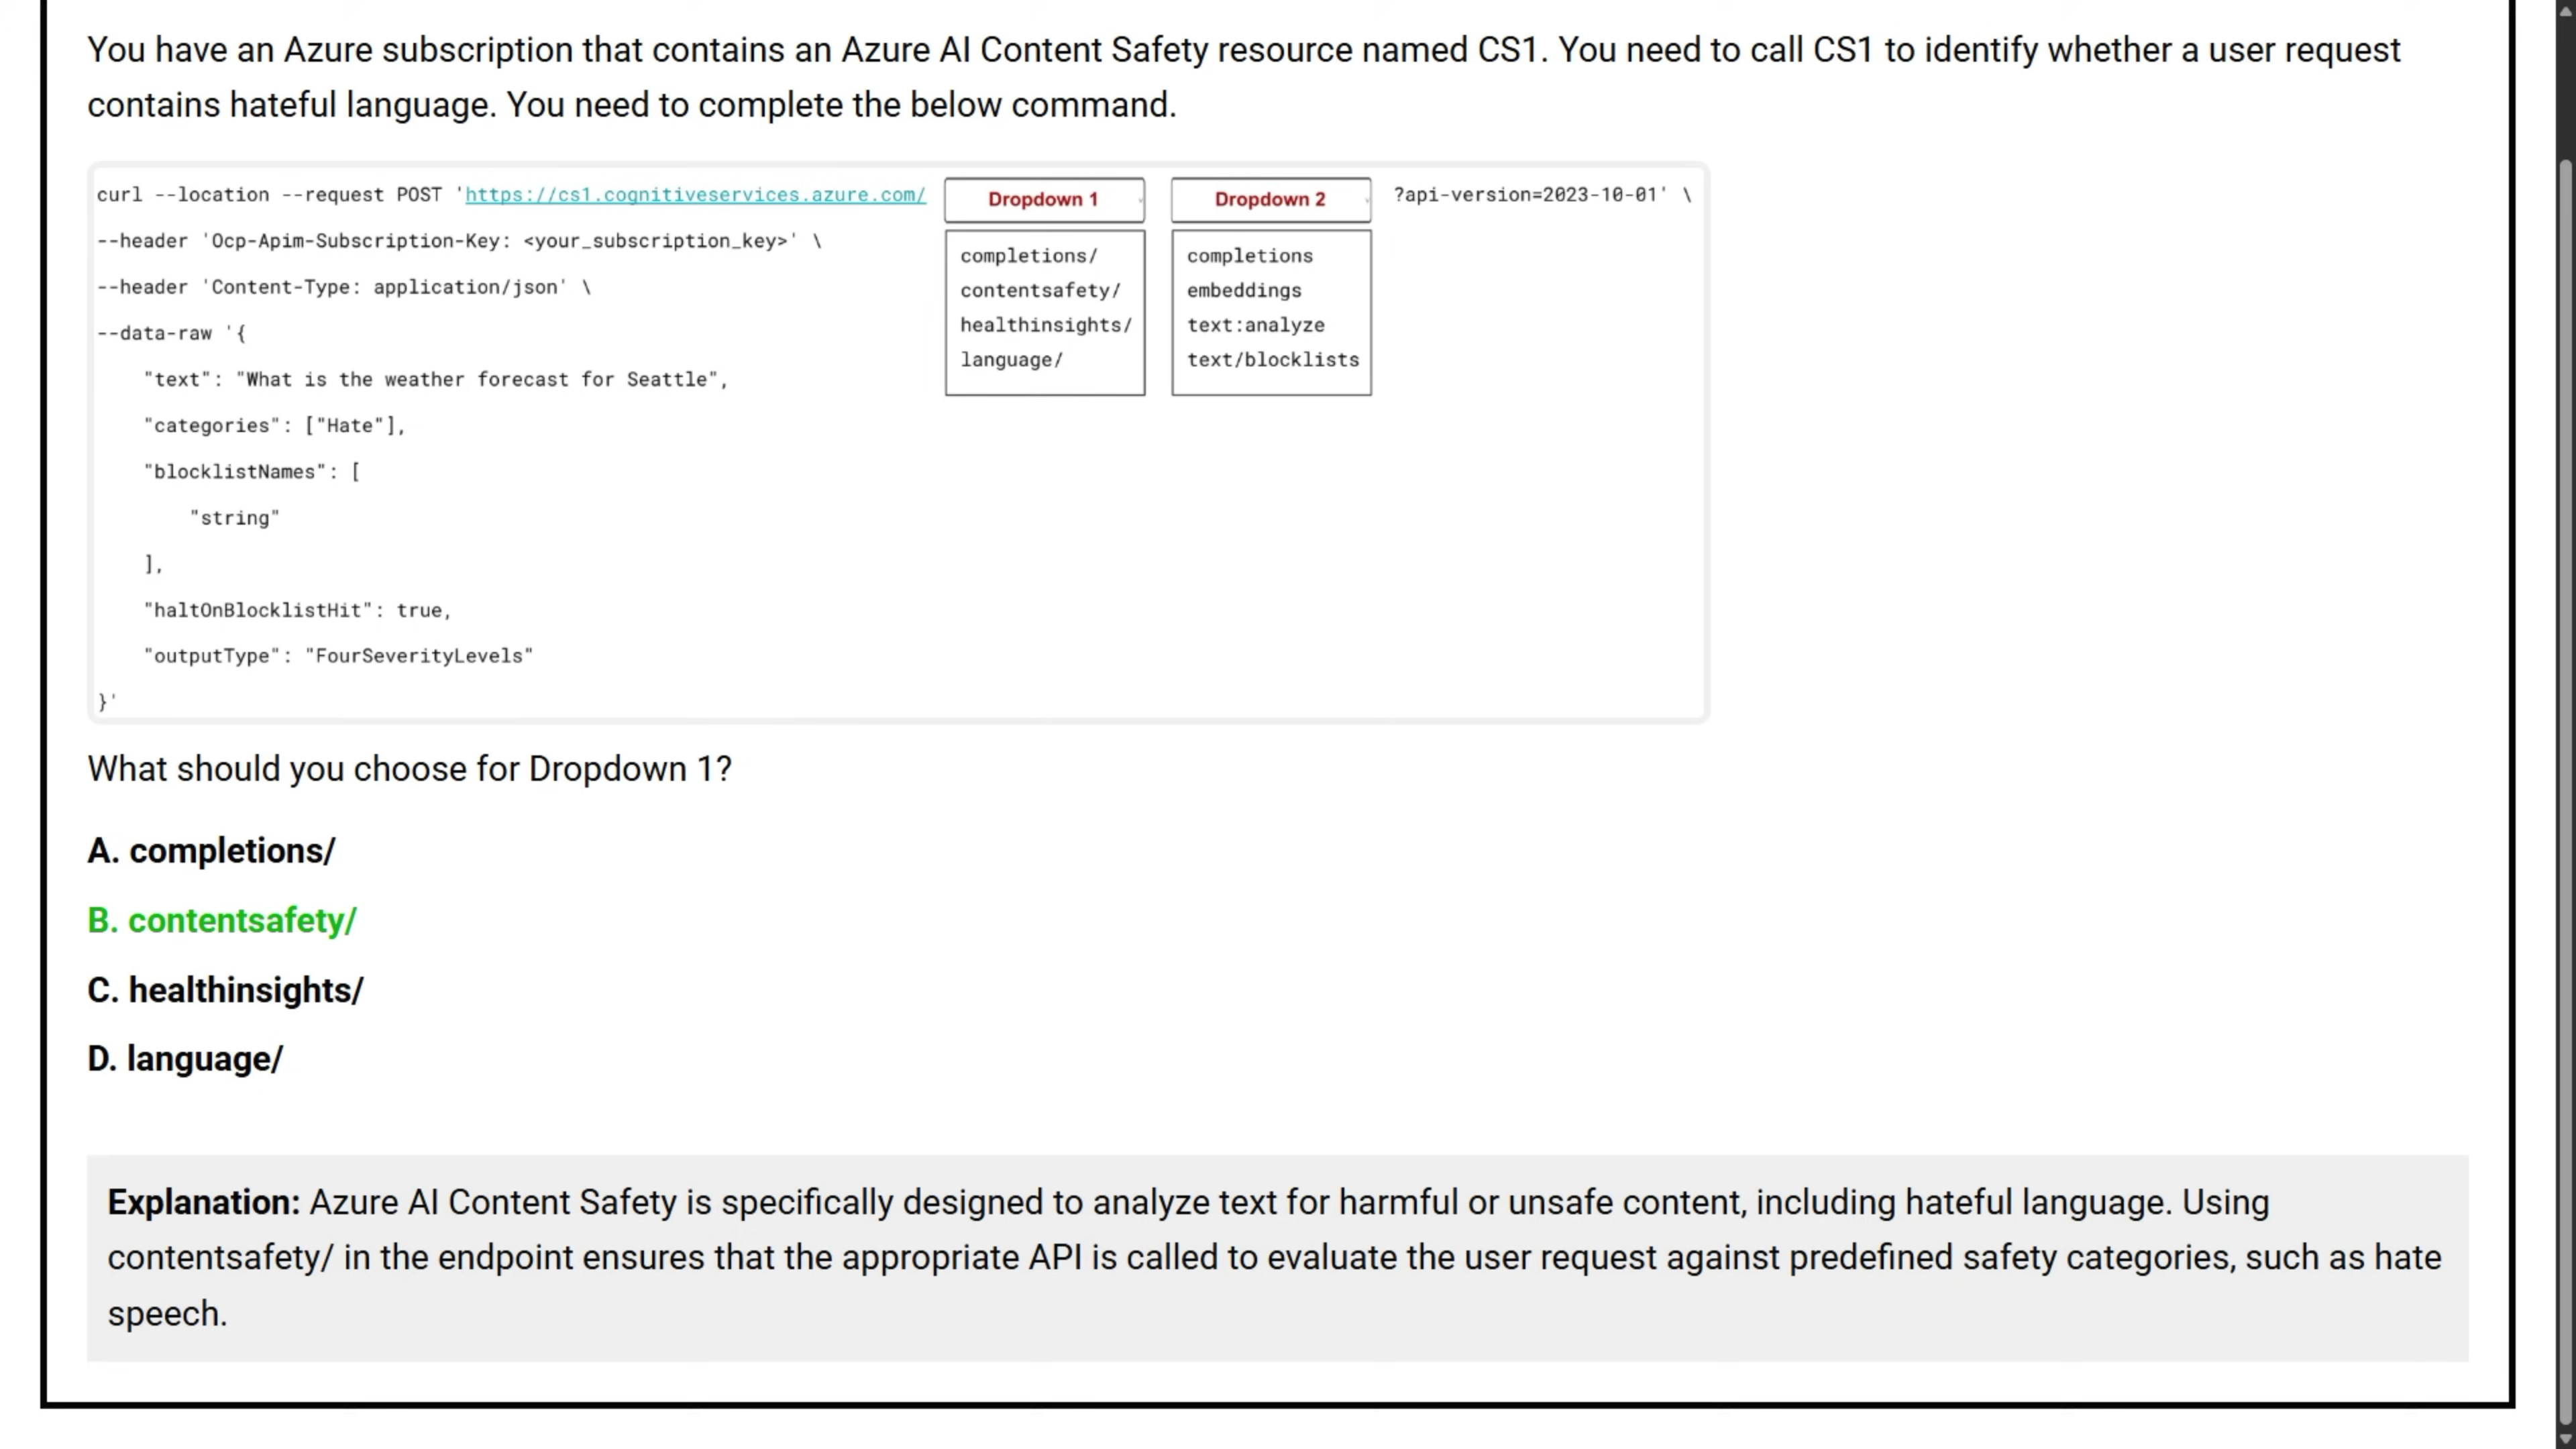 You have an Azure subscription that contains an Azure AI Content Safety resource named CS1. You need to call CS1 to identify whether a user request
contains hateful language. You need to complete the below command.
curl --location --request POST 'https://cs1.cognitiveservices.azure.com/ Dropdown 1 Dropdown 2 ?api-version=2023-10-01' \
--header 'Ocp-Apim-Subscription-Key: <your_subscription_key>' \
--header 'Content-Type: application/json' \
--data-raw '{
"text": "What is the weather forecast for Seattle",
"categories": ["Hate"],
"blocklistNames": [
"string"
],
"haltOnBlocklistHit": true,
"outputType": "FourSeverityLevels"
}'
completions/
contentsafety/
healthinsights/
language/
completions
embeddings
text:analyze
text/blocklists
What should you choose for Dropdown 1?
A. completions/
B. contentsafety/
C. healthinsights/
D. language/
Explanation: Azure AI Content Safety is specifically designed to analyze text for harmful or unsafe content, including hateful language. Using
contentsafety/ in the endpoint ensures that the appropriate API is called to evaluate the user request against predefined safety categories, such as hate
speech.